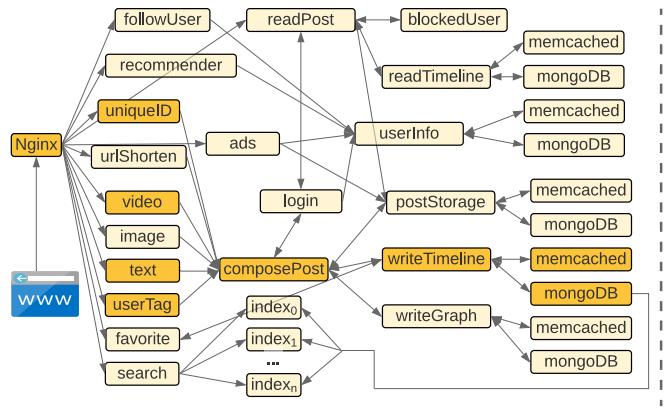 followUser
readPost
blockedUser
memcached
recommender
readTimeline
mongoDB
uniqueID
memcached
userInfo
Nginx
ads
mongoDB
urlShorten
video
login
postStorage
memcached
image
mongoDB
text
composePost
writeTimeline
memcached
www
userTag
mongoDB
index0
writeGraph
memcached
favorite
index1
...
search
mongoDB
indexn